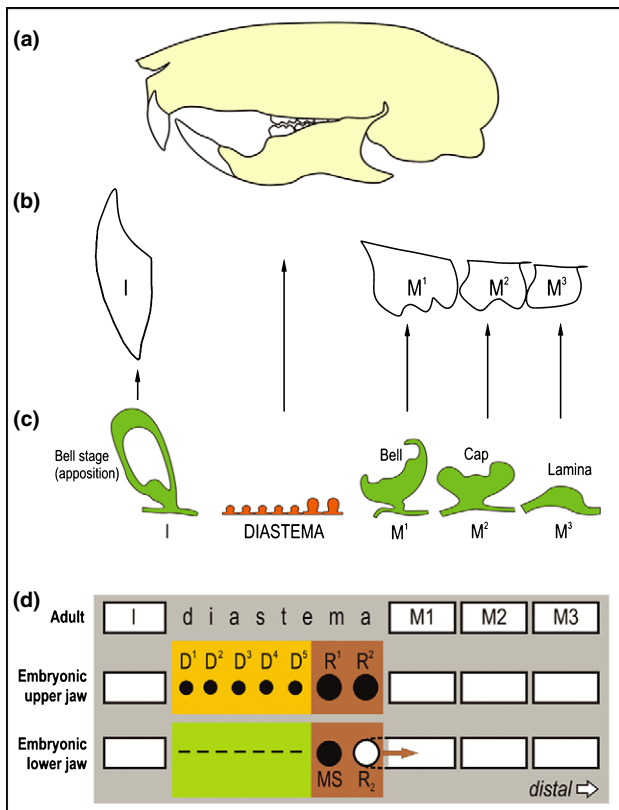 (a)
(b)
I M¹ M² M³
(c)
Bell stage
(apposition)
Bell Cap Lamina
I DIASTEMA M¹ M² M³
(d)
Adult I d i a s t e m a M1 M2 M3
D¹ D² D³ D⁴ D⁵ R¹ R²
Embryonic
upper jaw
Embryonic
lower jaw
MS R₂
distal